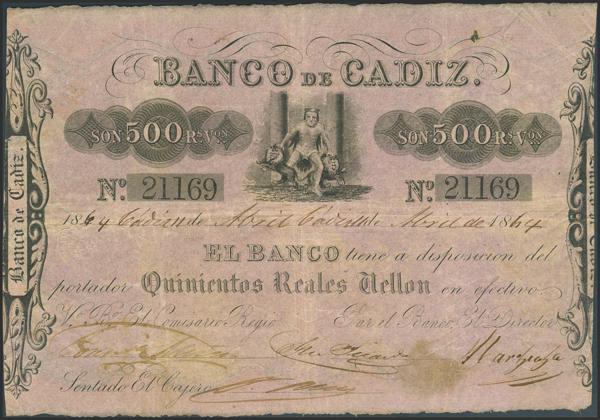 BANCO DE CADIZ.
SON 500 Rs. Von.
SON 500 Rs. Von.
No. 21169
No. 21169
Banco de Cadiz.
1864 Cádiz de Abril Cádiz de Abril de 1864
EL BANCO tiene a disposicion del
portador Quinientos Reales Vellon en efectivo.
Vo. Bo. El Comisario Regio
Por el Banco, El Director
Sentado El Cajero